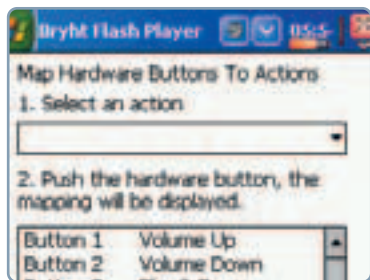 Bryht Flash Player
Map Hardware Buttons To Actions
1. Select an action
2. Push the hardware button, the
mapping will be displayed.
Button 1 Volume Up
Button 2 Volume Down